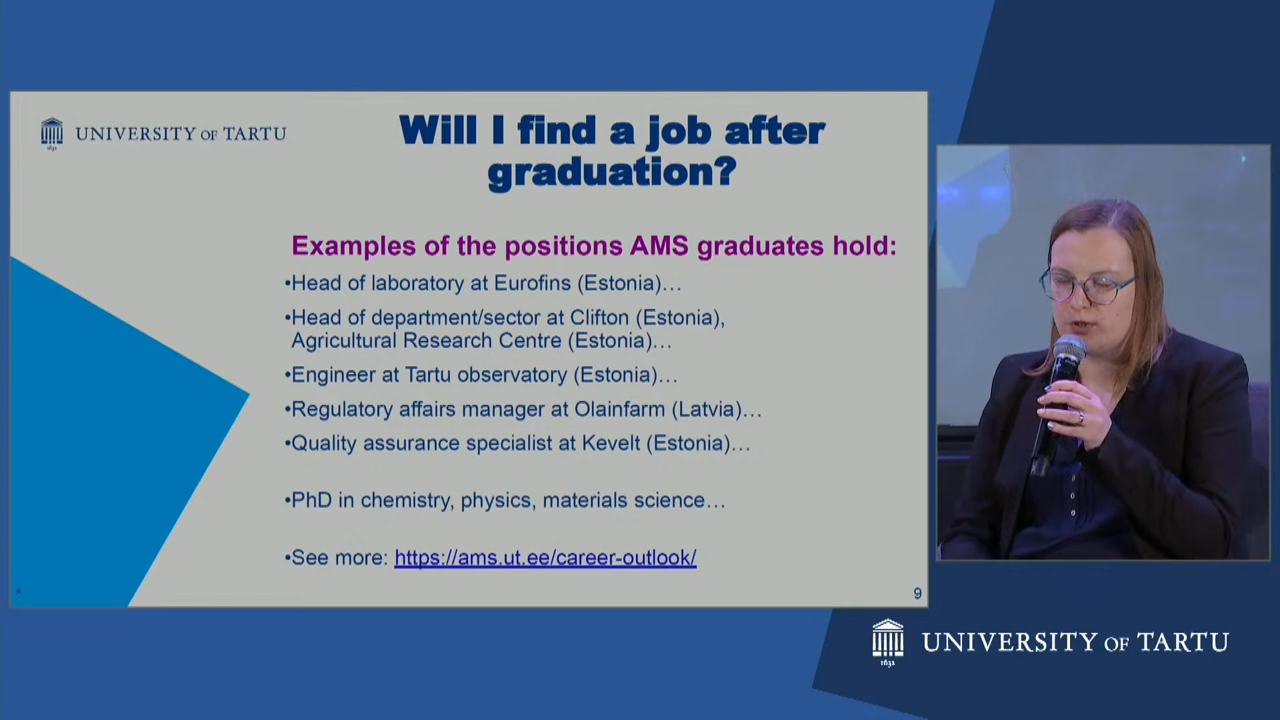 UNIVERSITY OF TARTU
1632
Will I find a job after
graduation?
Examples of the positions AMS graduates hold:
•Head of laboratory at Eurofins (Estonia)…
•Head of department/sector at Clifton (Estonia),
Agricultural Research Centre (Estonia)…
•Engineer at Tartu observatory (Estonia)…
•Regulatory affairs manager at Olainfarm (Latvia)…
•Quality assurance specialist at Kevelt (Estonia)…
•PhD in chemistry, physics, materials science…
•See more: https://ams.ut.ee/career-outlook/
9
UNIVERSITY OF TARTU
1632